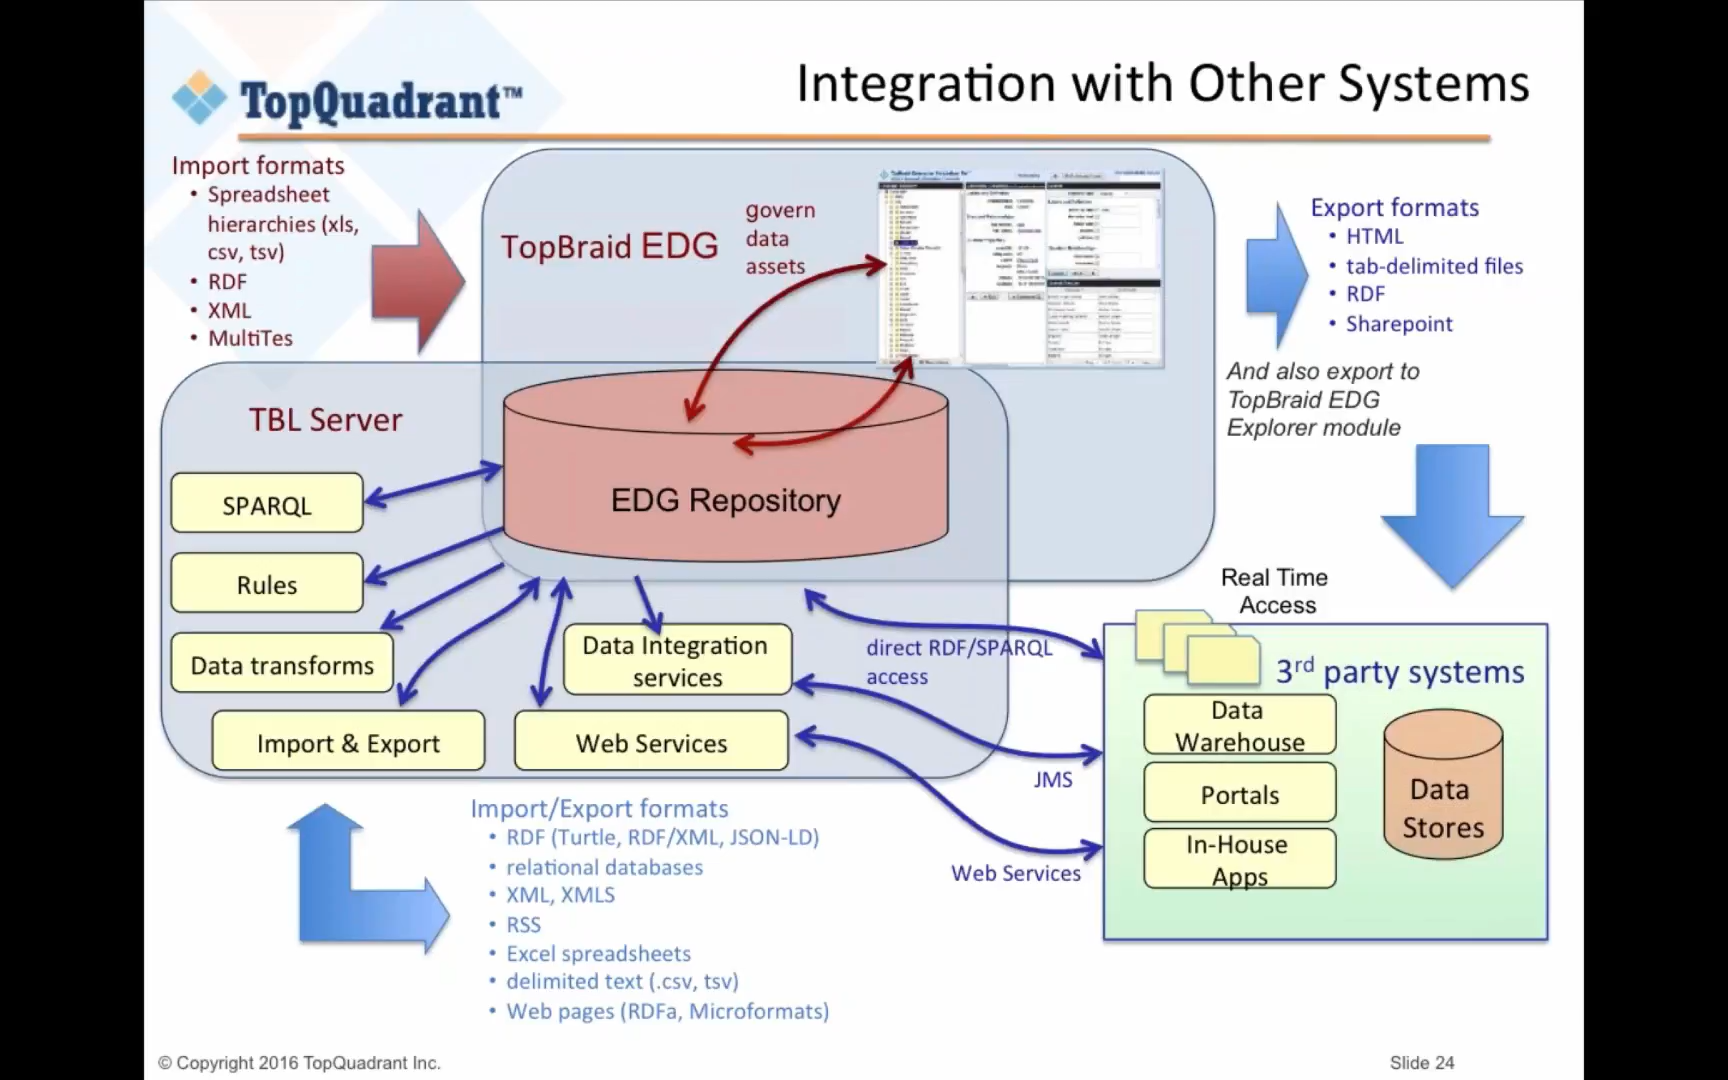 TopQuadrant™
Integration with Other Systems
Import formats
• Spreadsheet
hierarchies (xls,
csv, tsv)
• RDF
• XML
• MultiTes
TopBraid EDG
govern
data
assets
Export formats
• HTML
• tab-delimited files
• RDF
• Sharepoint
And also export to
TopBraid EDG
Explorer module
TBL Server
SPARQL
Rules
Data transforms
Import & Export
EDG Repository
Data Integration
services
Web Services
direct RDF/SPARQL
access
JMS
Web Services
Real Time
Access
3rd party systems
Data
Warehouse
Portals
In-House
Apps
Data
Stores
Import/Export formats
• RDF (Turtle, RDF/XML, JSON-LD)
• relational databases
• XML, XMLS
• RSS
• Excel spreadsheets
• delimited text (.csv, tsv)
• Web pages (RDFa, Microformats)
© Copyright 2016 TopQuadrant Inc.
Slide 24